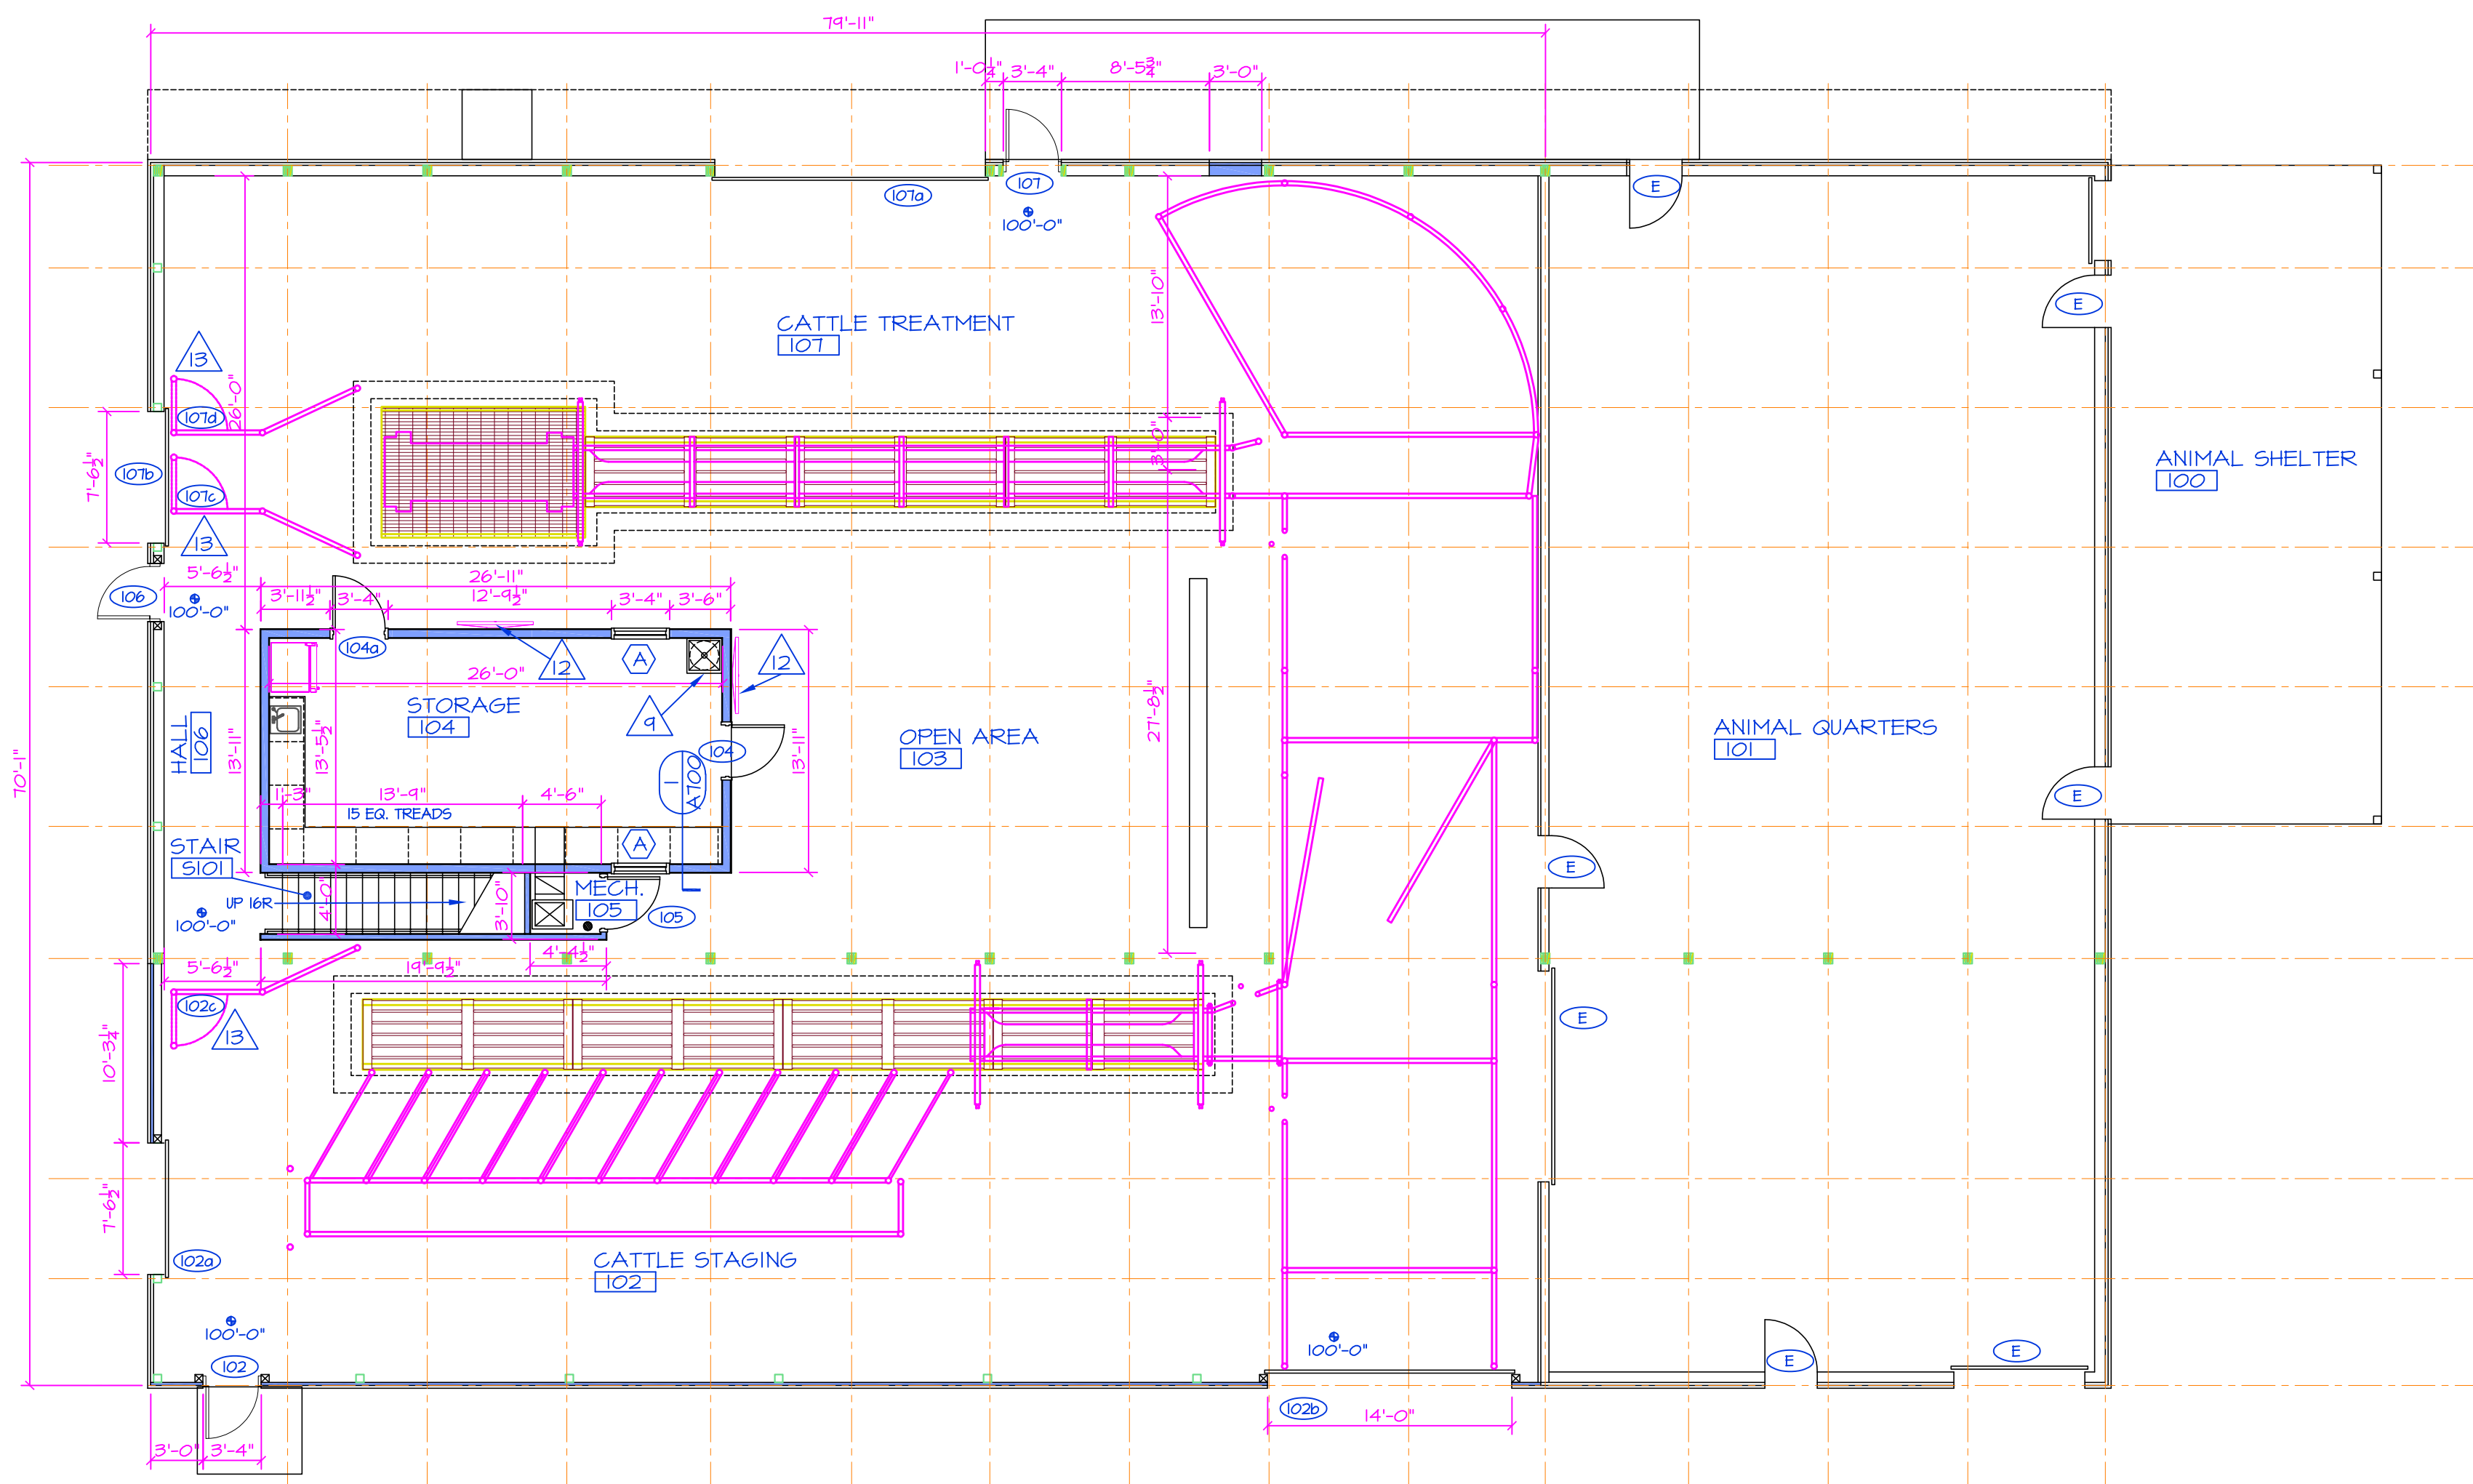 79'-11"
1'-0¼"
3'-4"
8'-5¾"
3'-0"
107a
107
100'-0"
E
13'-10"
E
CATTLE TREATMENT
107
13
26'-0"
107d
3'-0"
7'-6½"
107b
107c
ANIMAL SHELTER
100
13
5'-6½"
26'-11"
106
100'-0"
3'-11½"
3'-4"
12'-9½"
3'-4"
3'-6"
104a
12
A
12
26'-0"
STORAGE
104
9
27'-8½"
HALL
106
13'-11"
13'-5½"
104
13'-11"
OPEN AREA
103
ANIMAL QUARTERS
101
70'-1"
1
A700
1'-3"
13'-9"
4'-6"
E
15 EQ. TREADS
STAIR
S101
A
E
MECH.
105
UP 16R
4'-0"
3'-10"
105
100'-0"
4'-4½"
5'-6½"
19'-9½"
102c
E
13
10'-3¼"
7'-6½"
102a
CATTLE STAGING
102
100'-0"
100'-0"
102
E
E
102b
14'-0"
3'-0"
3'-4"